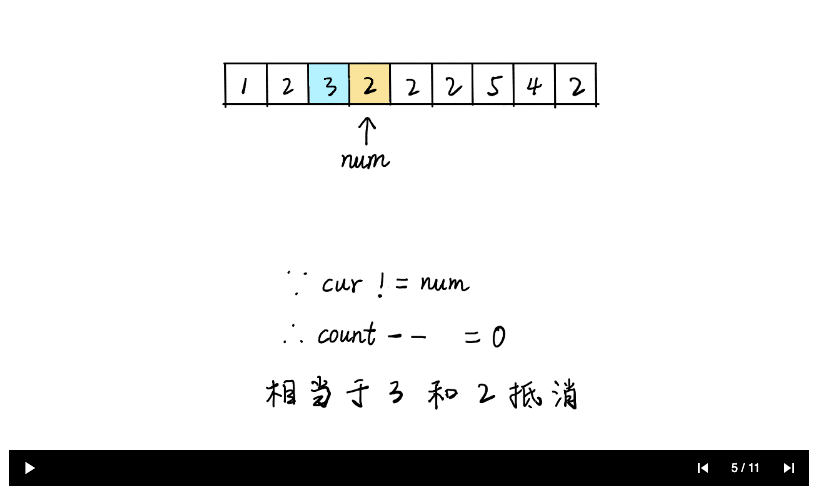 1 2 3 2 2 2 5 4 2
↑
num
∵ cur != num
∴ count -- = 0
相当于 3 和 2 抵消
5 / 11